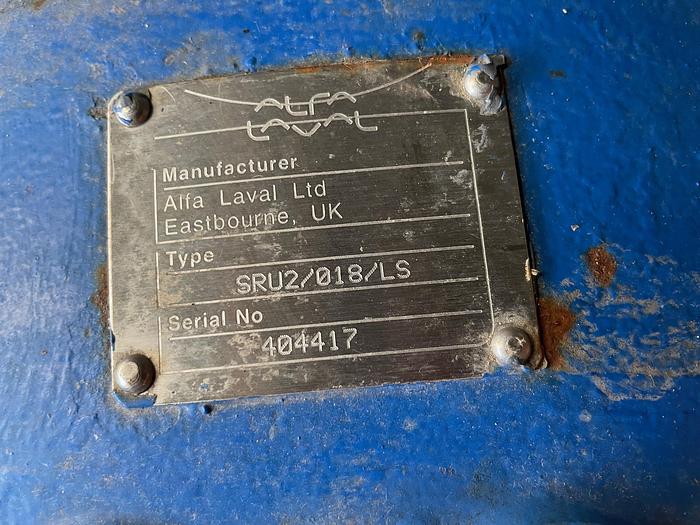 ALFA
LAVAL
Manufacturer
Alfa Laval Ltd
Eastbourne, UK
Type
SRU2/018/LS
Serial No
404417